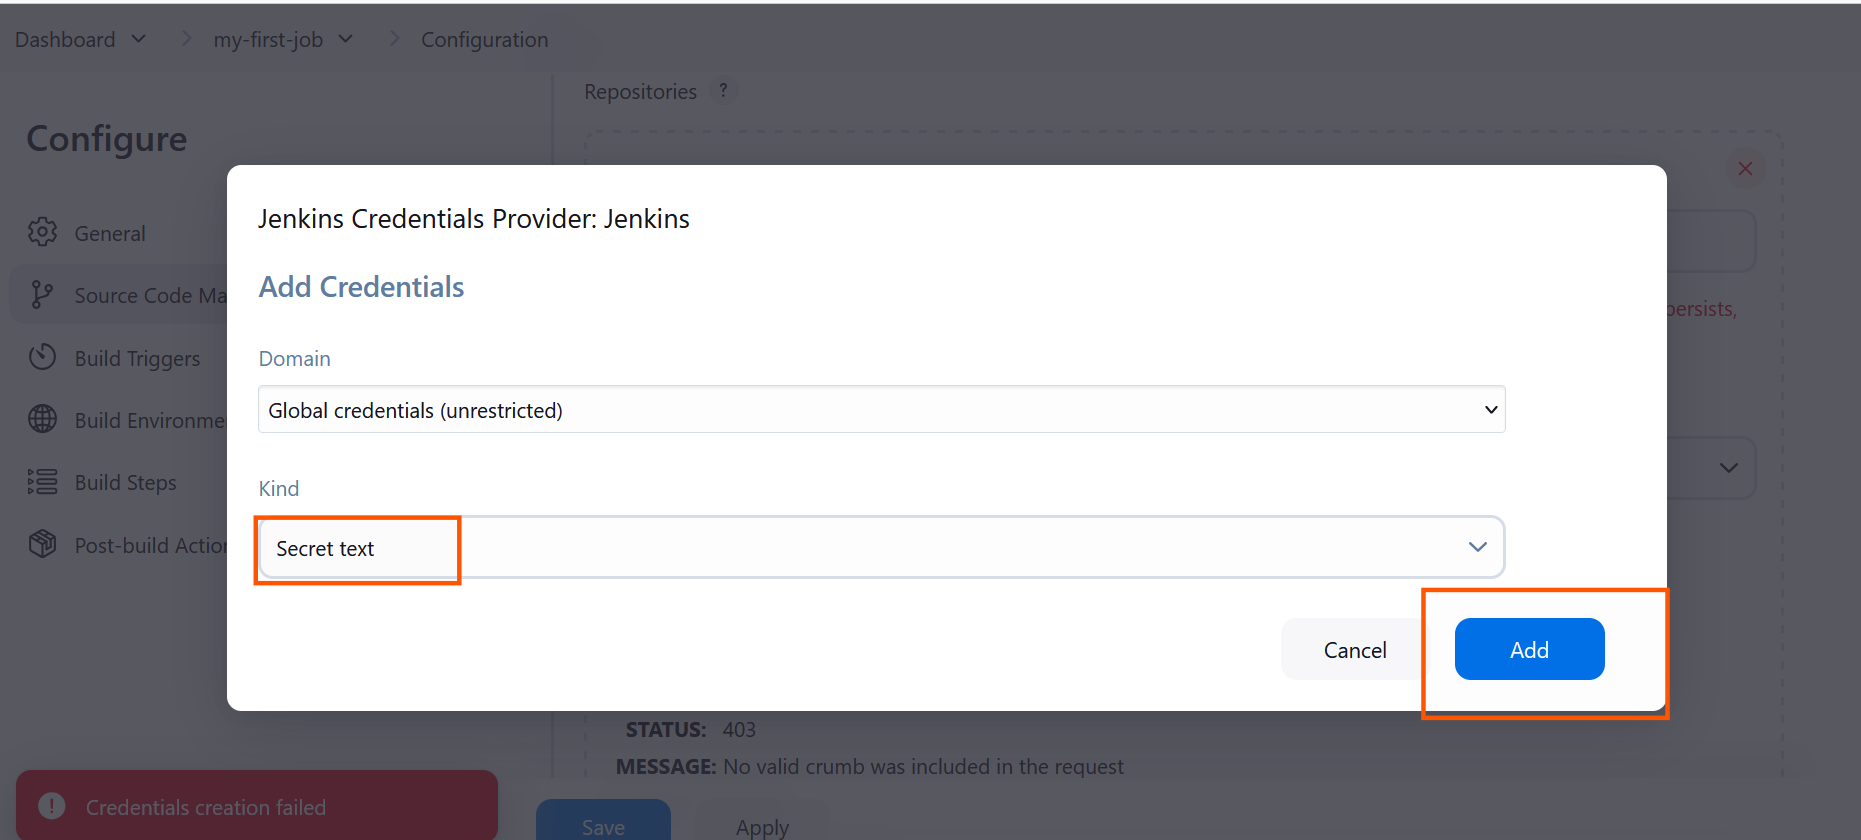 Dashboard my-first-job Configuration
Repositories ?
Configure
General
Source Code Ma
Build Triggers
Build Environme
Build Steps
Post-build Action
Jenkins Credentials Provider: Jenkins
Add Credentials
Domain
Global credentials (unrestricted)
Kind
Secret text
Cancel Add
persists,
STATUS: 403
MESSAGE: No valid crumb was included in the request
Credentials creation failed
Save Apply